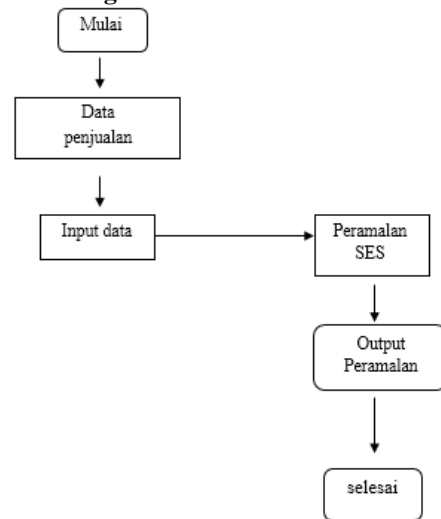 Mulai
Data
penjualan
Input data
Peramalan
SES
Output
Peramalan
selesai